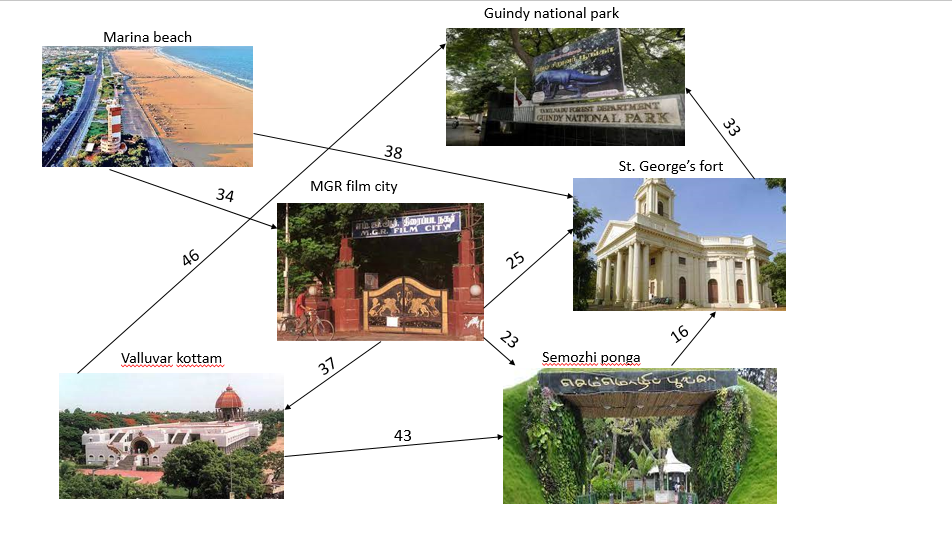 Guindy national park
Marina beach
TAMILNADU FOREST DEPARTMENT
GUINDY NATIONAL PARK
33
38
St. George's fort
34
MGR film city
M.G.R. FILM CITY
46
25
23
16
37
Valluvar kottam
Semozhi ponga
செம்மொழிப் பூங்கா
43